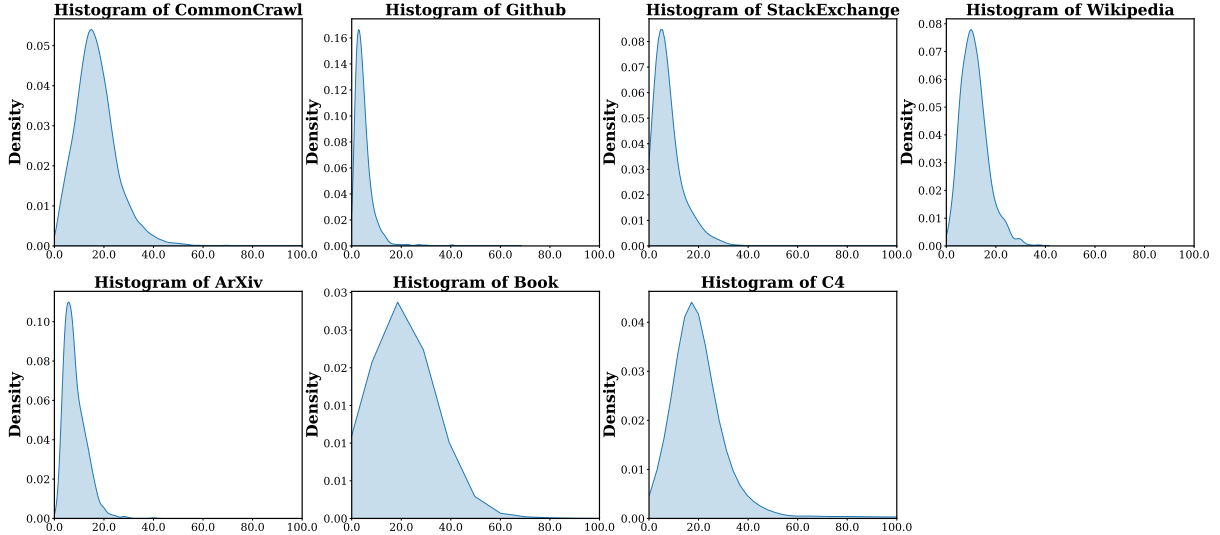 Histogram of CommonCrawl
Density
0.05
0.04
0.03
0.02
0.01
0.00
0.0 20.0 40.0 60.0 80.0 100.0
Histogram of Github
Density
0.16
0.14
0.12
0.10
0.08
0.06
0.04
0.02
0.00
0.0 20.0 40.0 60.0 80.0 100.0
Histogram of StackExchange
Density
0.08
0.07
0.06
0.05
0.04
0.03
0.02
0.01
0.00
0.0 20.0 40.0 60.0 80.0 100.0
Histogram of Wikipedia
Density
0.08
0.07
0.06
0.05
0.04
0.03
0.02
0.01
0.00
0.0 20.0 40.0 60.0 80.0 100.0
Histogram of ArXiv
Density
0.10
0.08
0.06
0.04
0.02
0.00
0.0 20.0 40.0 60.0 80.0 100.0
Histogram of Book
Density
0.03
0.03
0.02
0.01
0.01
0.01
0.00
0.0 20.0 40.0 60.0 80.0 100.0
Histogram of C4
Density
0.04
0.03
0.02
0.01
0.00
0.0 20.0 40.0 60.0 80.0 100.0